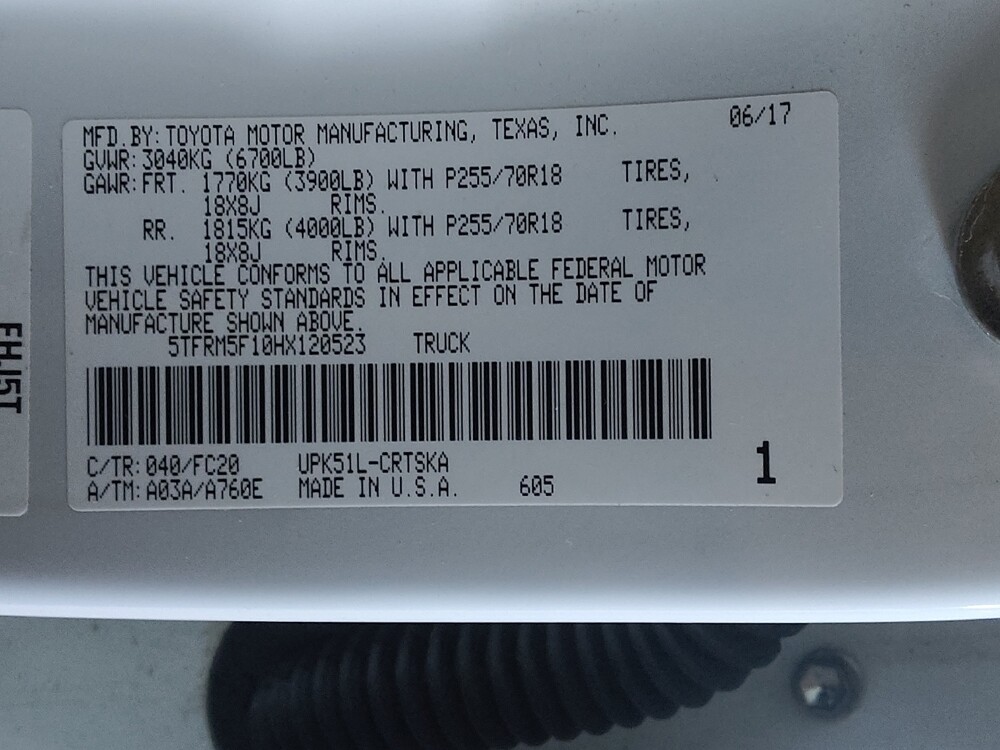 MFD.BY:TOYOTA MOTOR MANUFACTURING, TEXAS, INC. 06/17
GVWR:3040KG (6700LB)
GAWR:FRT. 1770KG (3900LB) WITH P255/70R18 TIRES,
18X8J RIMS.
RR. 1815KG (4000LB) WITH P255/70R18 TIRES,
18X8J RIMS.
THIS VEHICLE CONFORMS TO ALL APPLICABLE FEDERAL MOTOR
VEHICLE SAFETY STANDARDS IN EFFECT ON THE DATE OF
MANUFACTURE SHOWN ABOVE.
5TFRM5F10HX120523 TRUCK
C/TR:040/FC20 UPK51L-CRTSKA
A/TM:A03A/A760E MADE IN U.S.A. 605
1